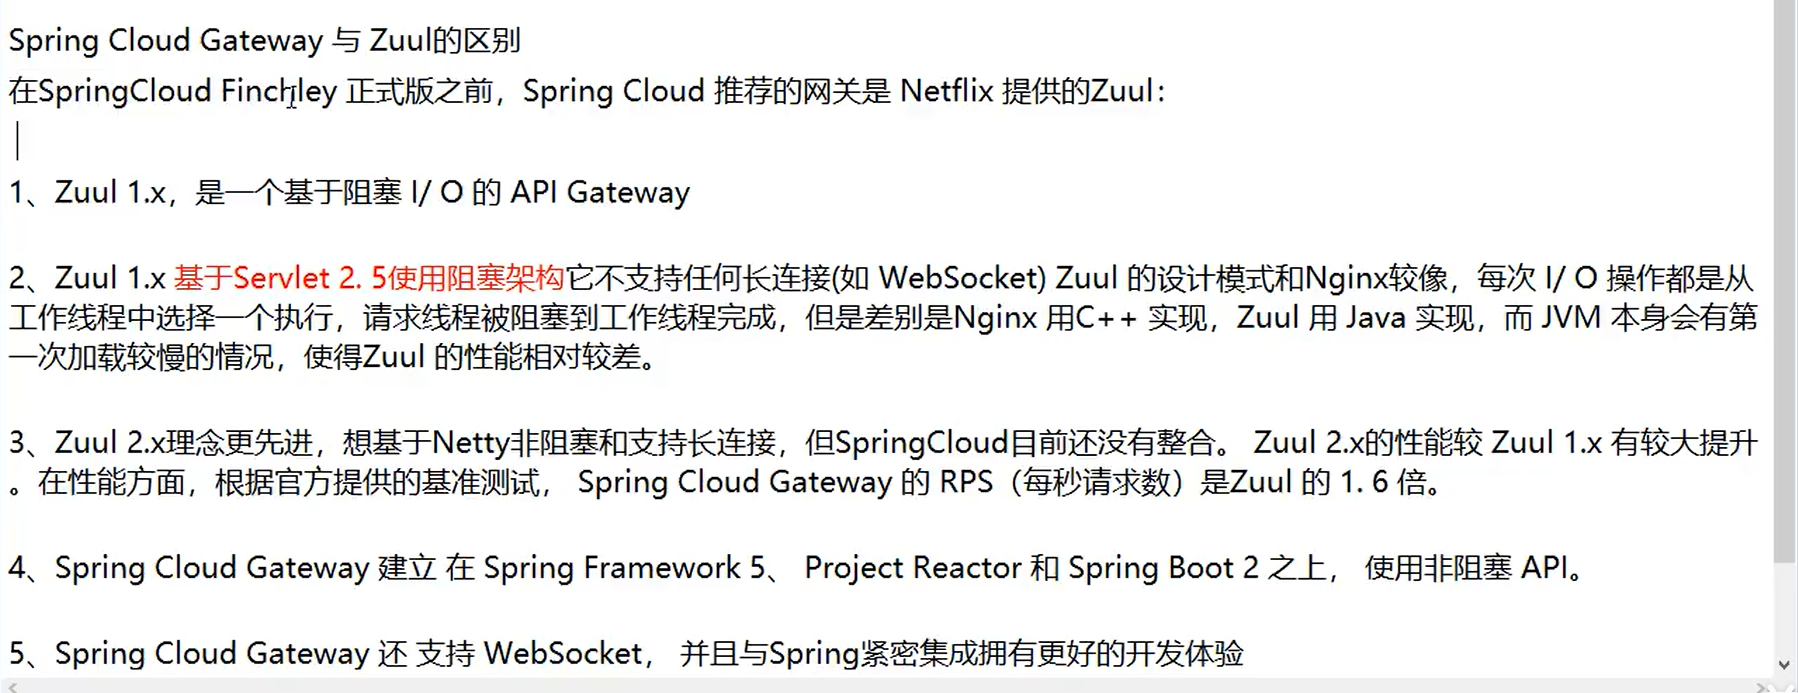 Spring Cloud Gateway 与 Zuul的区别
在SpringCloud Finchley 正式版之前，Spring Cloud 推荐的网关是 Netflix 提供的Zuul：
1、Zuul 1.x，是一个基于阻塞 I/ O 的 API Gateway
2、Zuul 1.x 基于Servlet 2. 5使用阻塞架构它不支持任何长连接(如 WebSocket) Zuul 的设计模式和Nginx较像，每次 I/ O 操作都是从
工作线程中选择一个执行，请求线程被阻塞到工作线程完成，但是差别是Nginx 用C++ 实现，Zuul 用 Java 实现，而 JVM 本身会有第
一次加载较慢的情况，使得Zuul 的性能相对较差。
3、Zuul 2.x理念更先进，想基于Netty非阻塞和支持长连接，但SpringCloud目前还没有整合。 Zuul 2.x的性能较 Zuul 1.x 有较大提升
。在性能方面，根据官方提供的基准测试， Spring Cloud Gateway 的 RPS（每秒请求数）是Zuul 的 1. 6 倍。
4、Spring Cloud Gateway 建立 在 Spring Framework 5、 Project Reactor 和 Spring Boot 2 之上， 使用非阻塞 API。
5、Spring Cloud Gateway 还 支持 WebSocket， 并且与Spring紧密集成拥有更好的开发体验